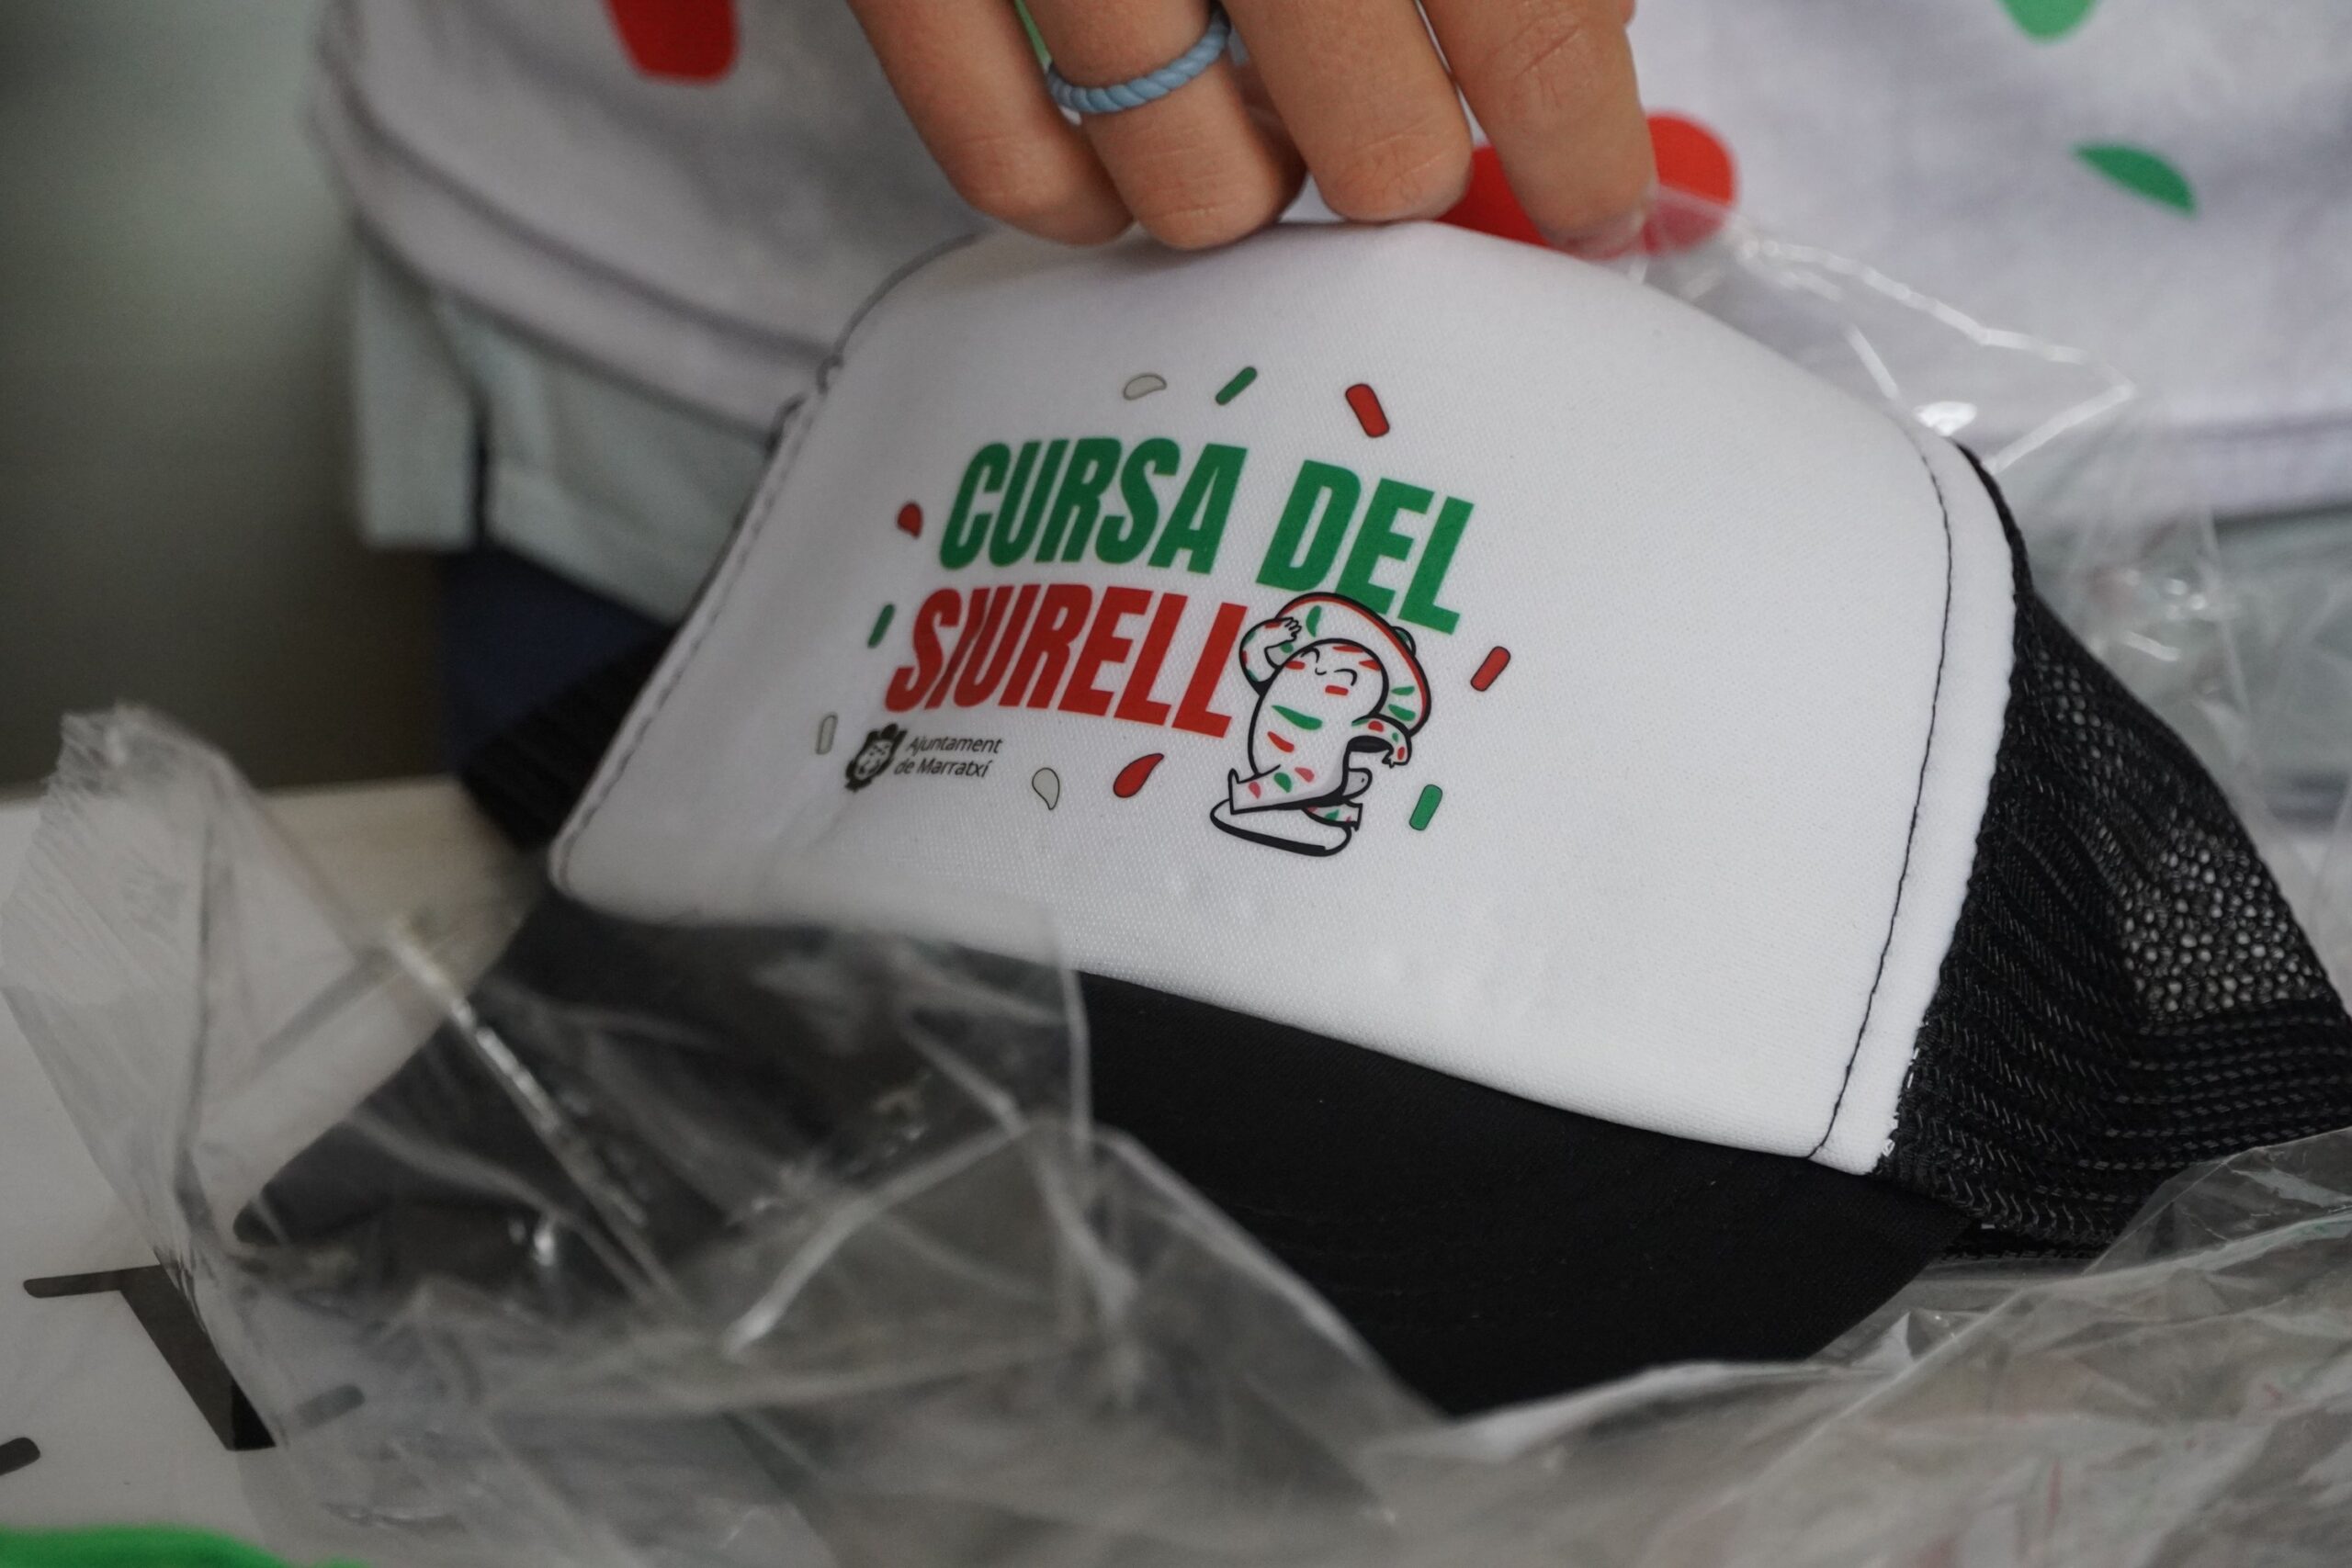 CURSA DEL
SIURELL
Ajuntament
de Marratxí